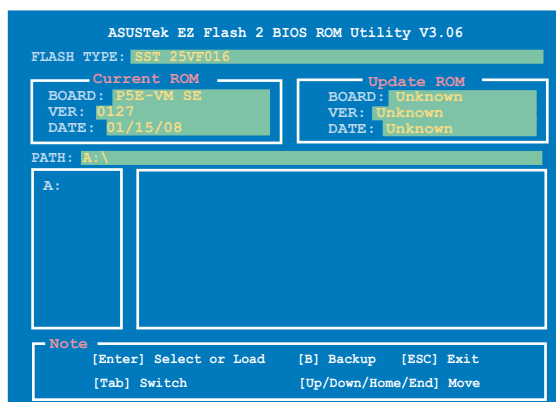 ASUSTek EZ Flash 2 BIOS ROM Utility V3.06
FLASH TYPE: SST 25VF016
Current ROM
BOARD: P5E-VM SE
VER: 0127
DATE: 01/15/08
Update ROM
BOARD: Unknown
VER: Unknown
DATE: Unknown
PATH: A:\
A:
Note
[Enter] Select or Load [B] Backup [ESC] Exit
[Tab] Switch [Up/Down/Home/End] Move